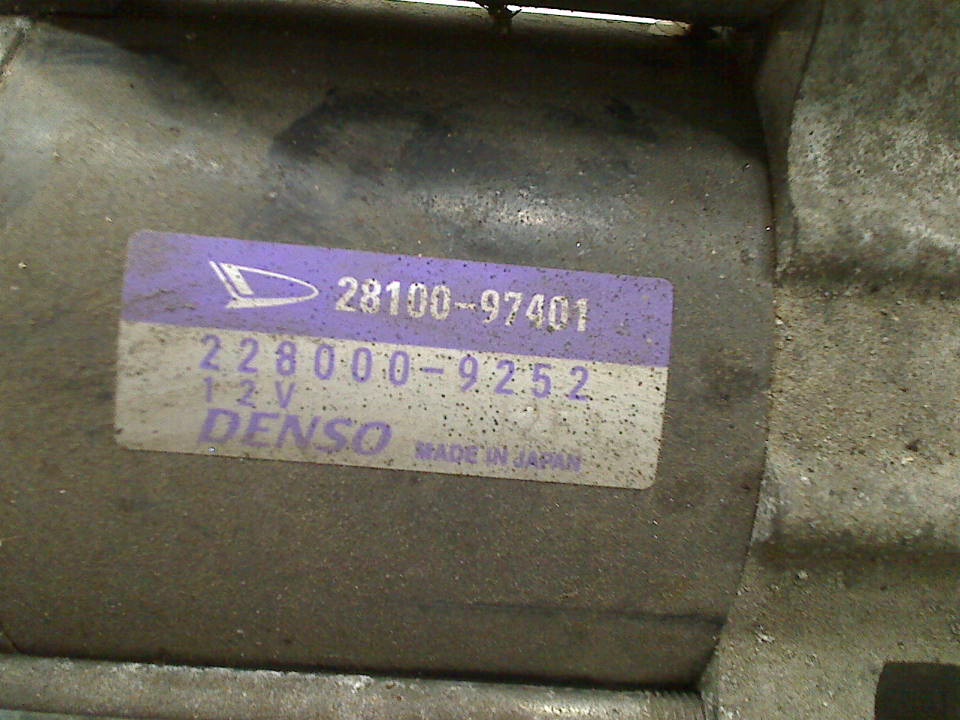 28100-97401
228000-9252
12V
DENSO MADE IN JAPAN